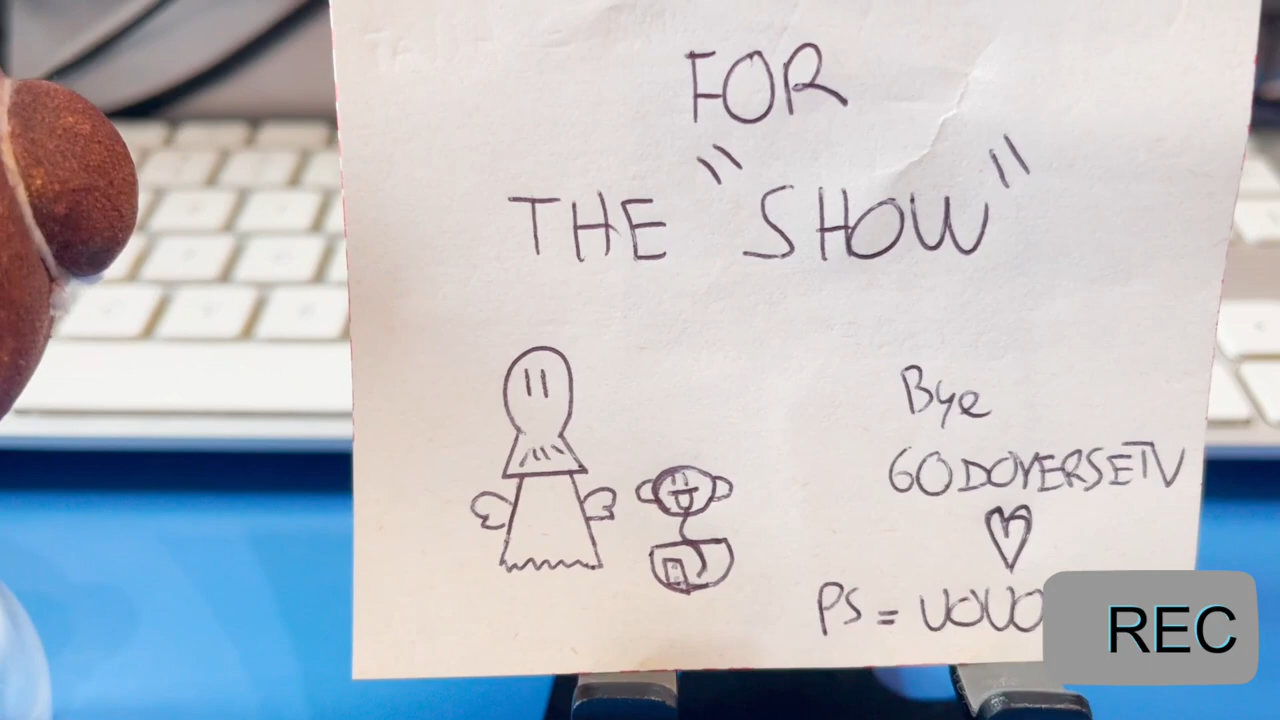 FOR
THE "SHOW"
Bye
GODOVERSETV
PS = UOUO
REC